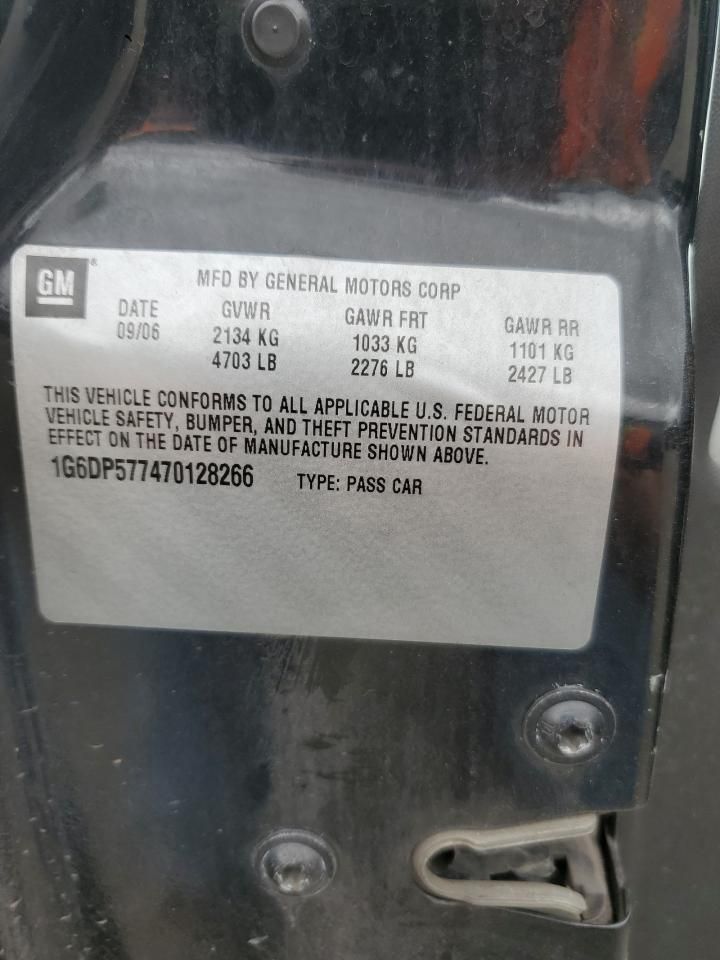 GM®
MFD BY GENERAL MOTORS CORP
DATE GVWR GAWR FRT GAWR RR
09/06 2134 KG 1033 KG 1101 KG
4703 LB 2276 LB 2427 LB
THIS VEHICLE CONFORMS TO ALL APPLICABLE U.S. FEDERAL MOTOR
VEHICLE SAFETY, BUMPER, AND THEFT PREVENTION STANDARDS IN
EFFECT ON THE DATE OF MANUFACTURE SHOWN ABOVE.
1G6DP577470128266 TYPE: PASS CAR